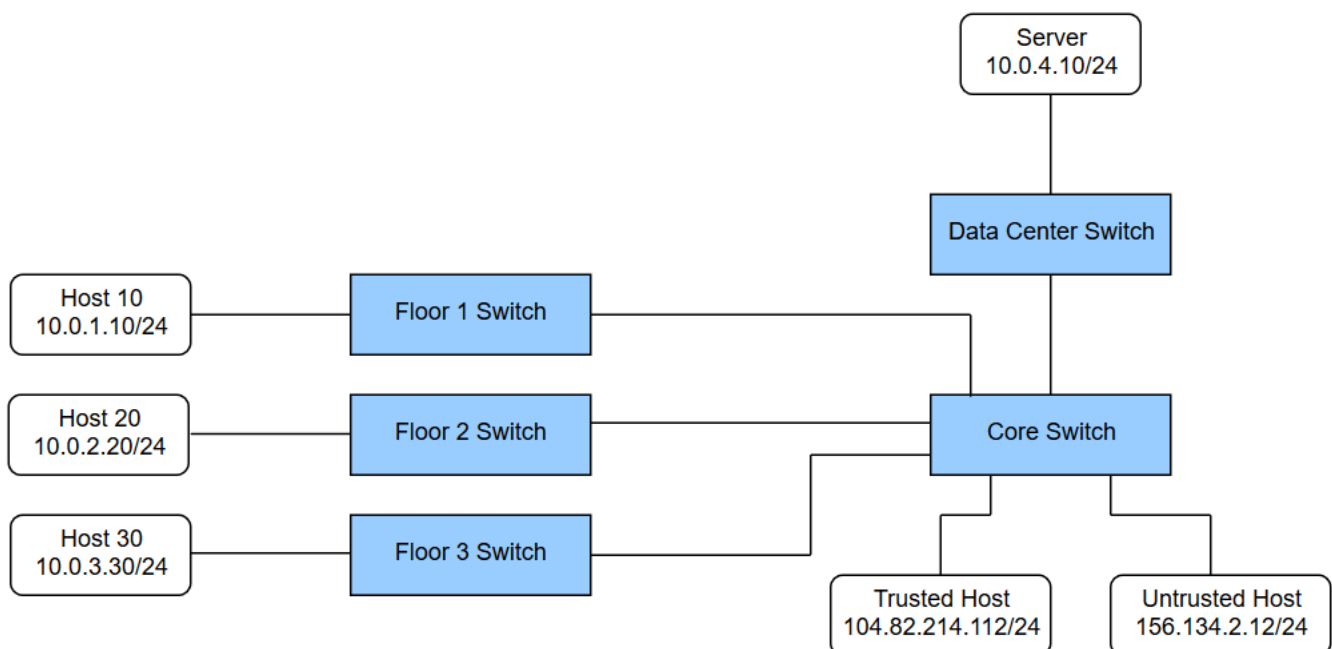 Server
10.0.4.10/24
Data Center Switch
Host 10
10.0.1.10/24
Floor 1 Switch
Host 20
10.0.2.20/24
Floor 2 Switch
Core Switch
Host 30
10.0.3.30/24
Floor 3 Switch
Trusted Host
104.82.214.112/24
Untrusted Host
156.134.2.12/24